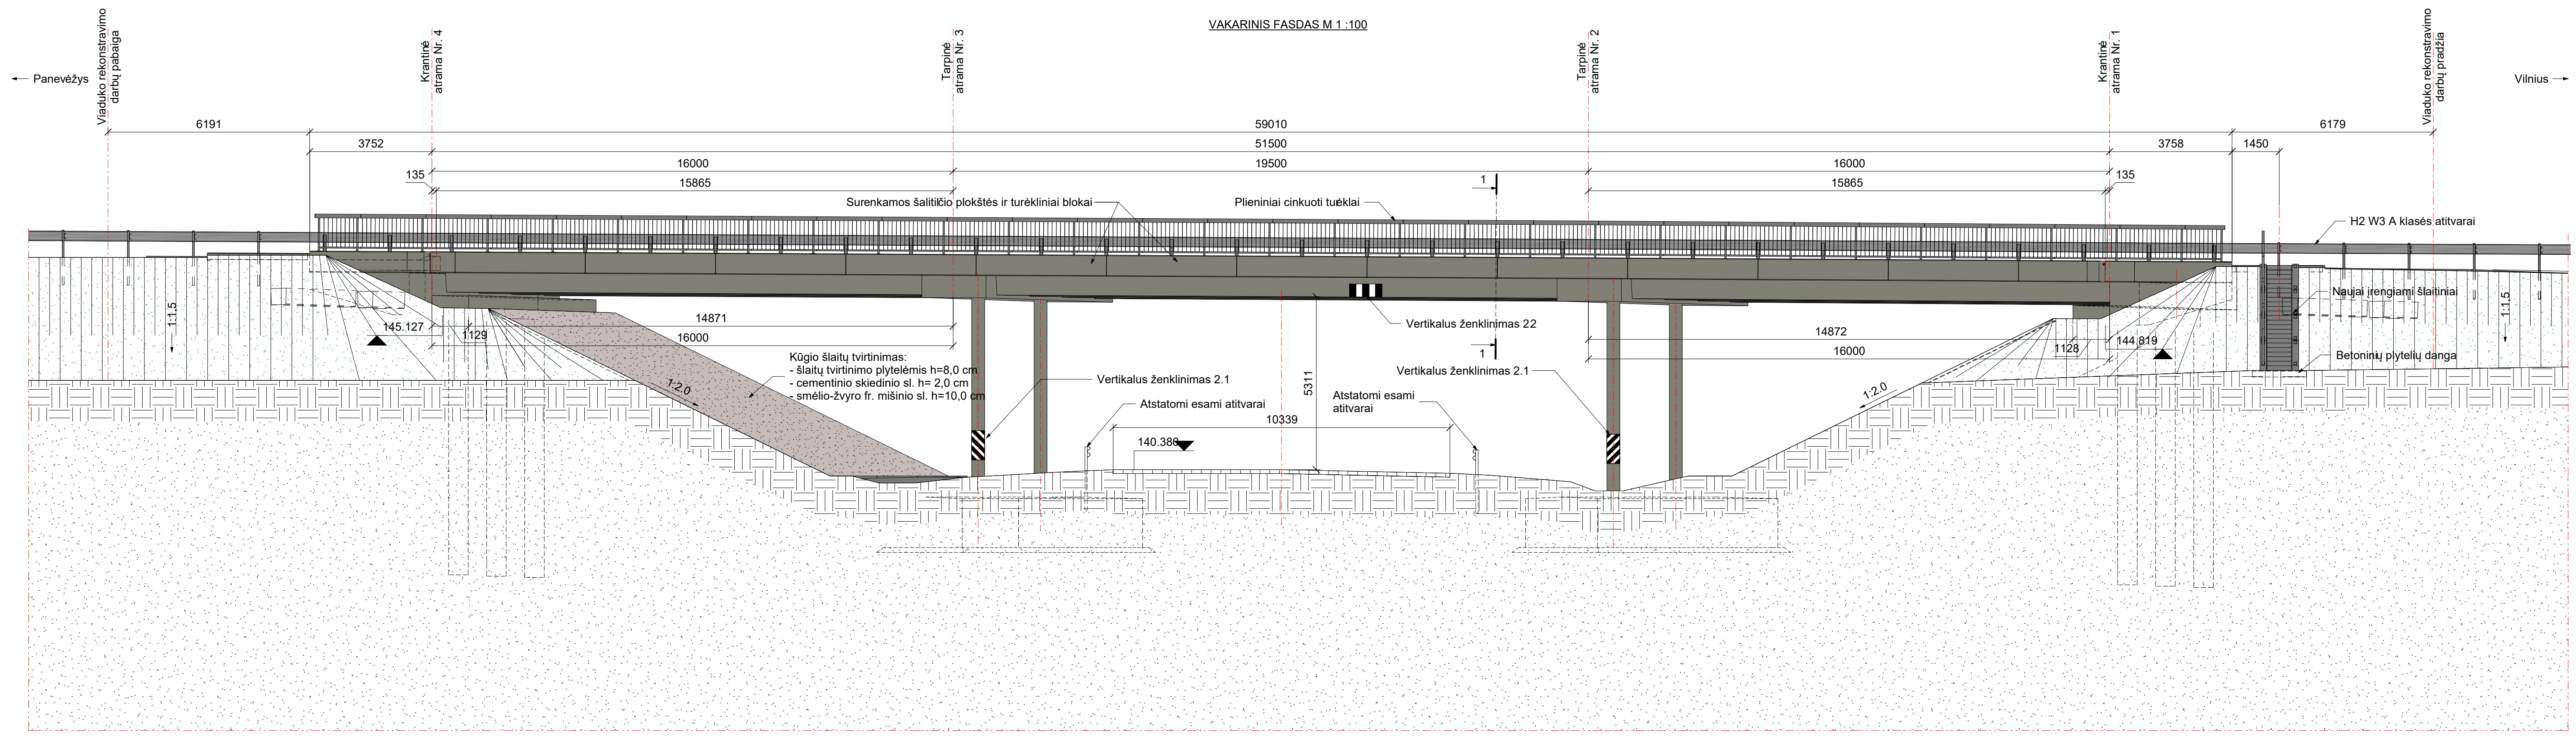 VAKARINIS FASDAS M 1 :100
Panevėžys
Viaduko rekonstravimo
darbų pabaiga
Krantinė
atrama Nr. 4
Tarpinė
atrama Nr. 3
Tarpinė
atrama Nr. 2
Krantinė
atrama Nr. 1
Viaduko rekonstravimo
darbų pradžia
Vilnius
6191
59010
6179
3752
51500
3758
1450
16000
19500
16000
135
15865
15865
135
1
Surenkamos šalitilčio plokštės ir turėkliniai blokai
Plieniniai cinkuoti turėklai
H2 W3 A klasės atitvarai
Naujai įrengiami šlaitiniai
1:1,5
1:1,5
145.127
1129
14871
16000
Vertikalus ženklinimas 22
14872
1128
144.819
16000
1
Betoninių plytelių danga
Kūgio šlaitų tvirtinimas:
- šlaitų tvirtinimo plytelėmis h=8,0 cm
- cementinio skiedinio sl. h= 2,0 cm
- smėlio-žvyro fr. mišinio sl. h=10,0 cm
1:2.0
1:2.0
Vertikalus ženklinimas 2.1
Vertikalus ženklinimas 2.1
5311
Atstatomi esami atitvarai
Atstatomi esami
atitvarai
10339
140.380